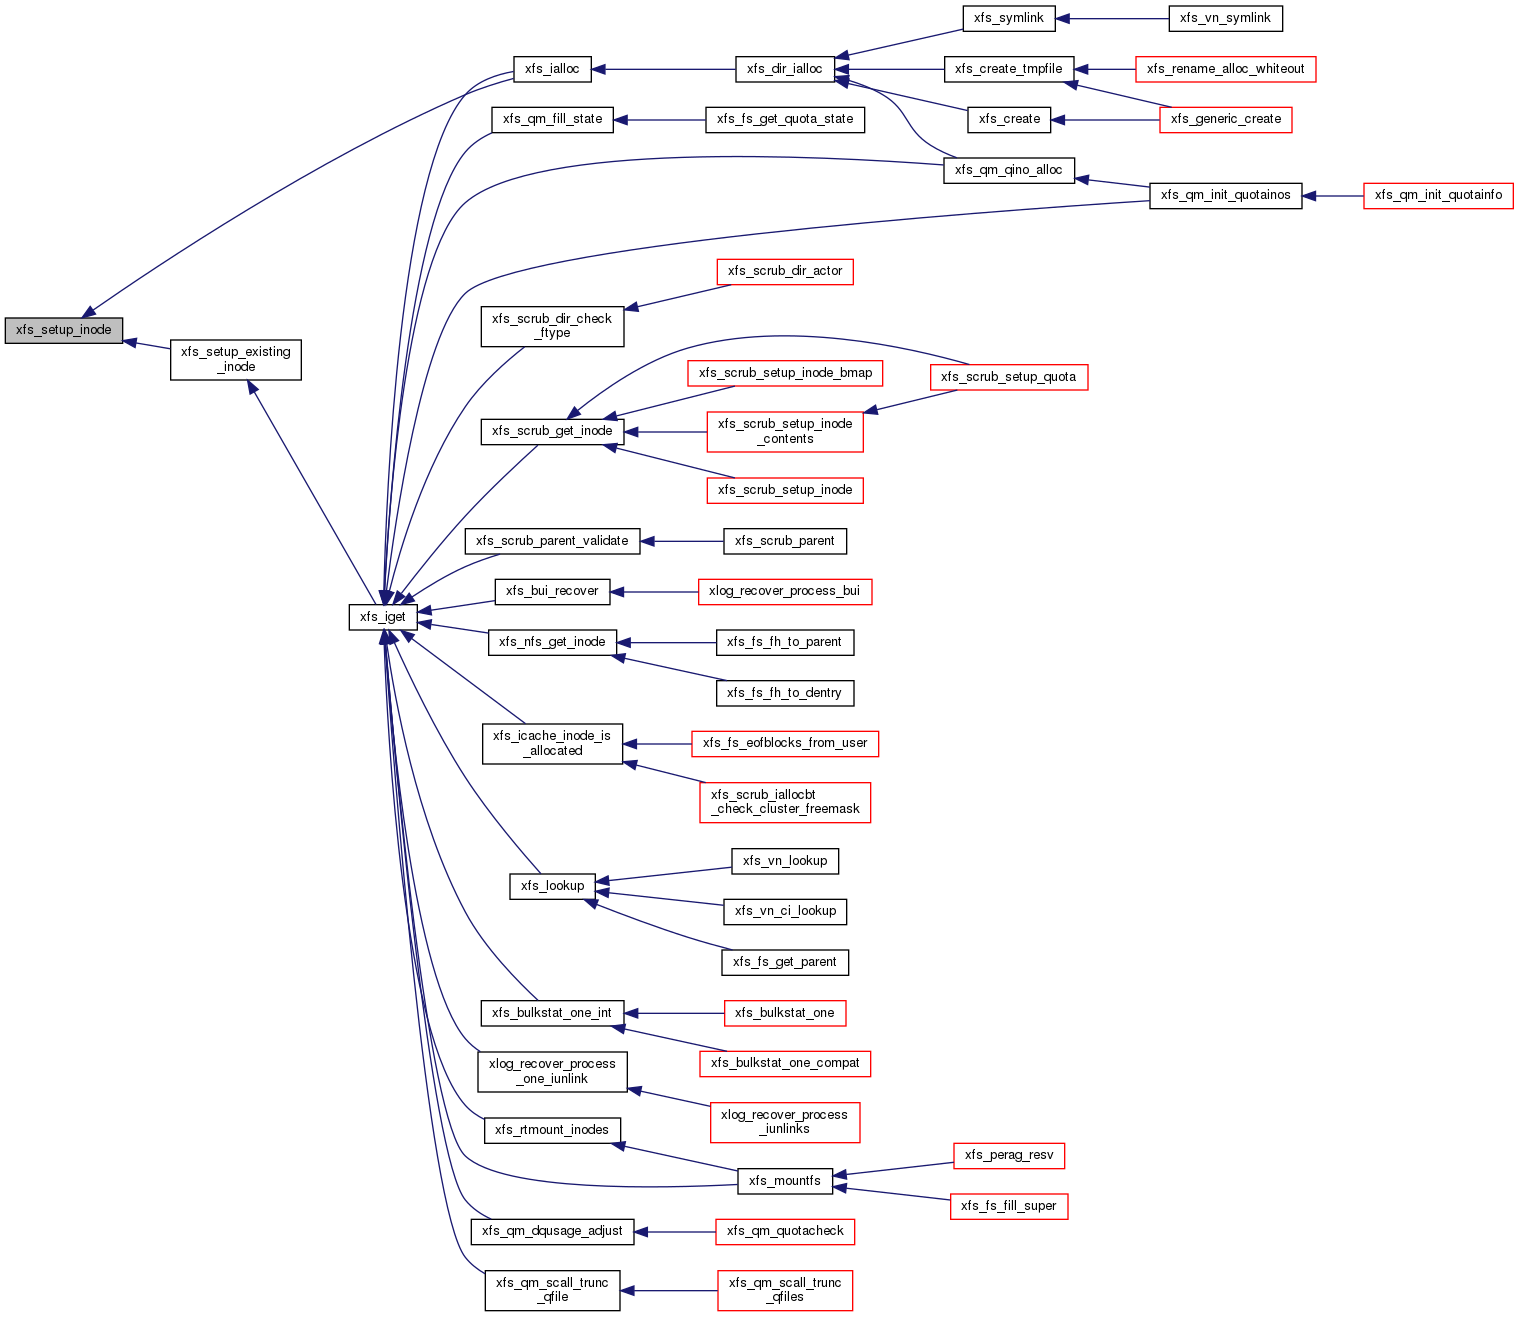 xfs_symlink
xfs_vn_symlink
xfs_ialloc
xfs_dir_ialloc
xfs_create_tmpfile
xfs_rename_alloc_whiteout
xfs_qm_fill_state
xfs_fs_get_quota_state
xfs_create
xfs_generic_create
xfs_qm_qino_alloc
xfs_qm_init_quotainos
xfs_qm_init_quotainfo
xfs_scrub_dir_actor
xfs_scrub_dir_check
_ftype
xfs_setup_inode
xfs_setup_existing
_inode
xfs_scrub_setup_inode_bmap
xfs_scrub_setup_quota
xfs_scrub_get_inode
xfs_scrub_setup_inode
_contents
xfs_scrub_setup_inode
xfs_scrub_parent_validate
xfs_scrub_parent
xfs_bui_recover
xlog_recover_process_bui
xfs_iget
xfs_nfs_get_inode
xfs_fs_fh_to_parent
xfs_fs_fh_to_dentry
xfs_icache_inode_is
_allocated
xfs_fs_eofblocks_from_user
xfs_scrub_iallocbt
_check_cluster_freemask
xfs_vn_lookup
xfs_lookup
xfs_vn_ci_lookup
xfs_fs_get_parent
xfs_bulkstat_one_int
xfs_bulkstat_one
xfs_bulkstat_one_compat
xlog_recover_process
_one_iunlink
xlog_recover_process
_iunlinks
xfs_rtmount_inodes
xfs_mountfs
xfs_perag_resv
xfs_fs_fill_super
xfs_qm_dqusage_adjust
xfs_qm_quotacheck
xfs_qm_scall_trunc
_qfile
xfs_qm_scall_trunc
_qfiles